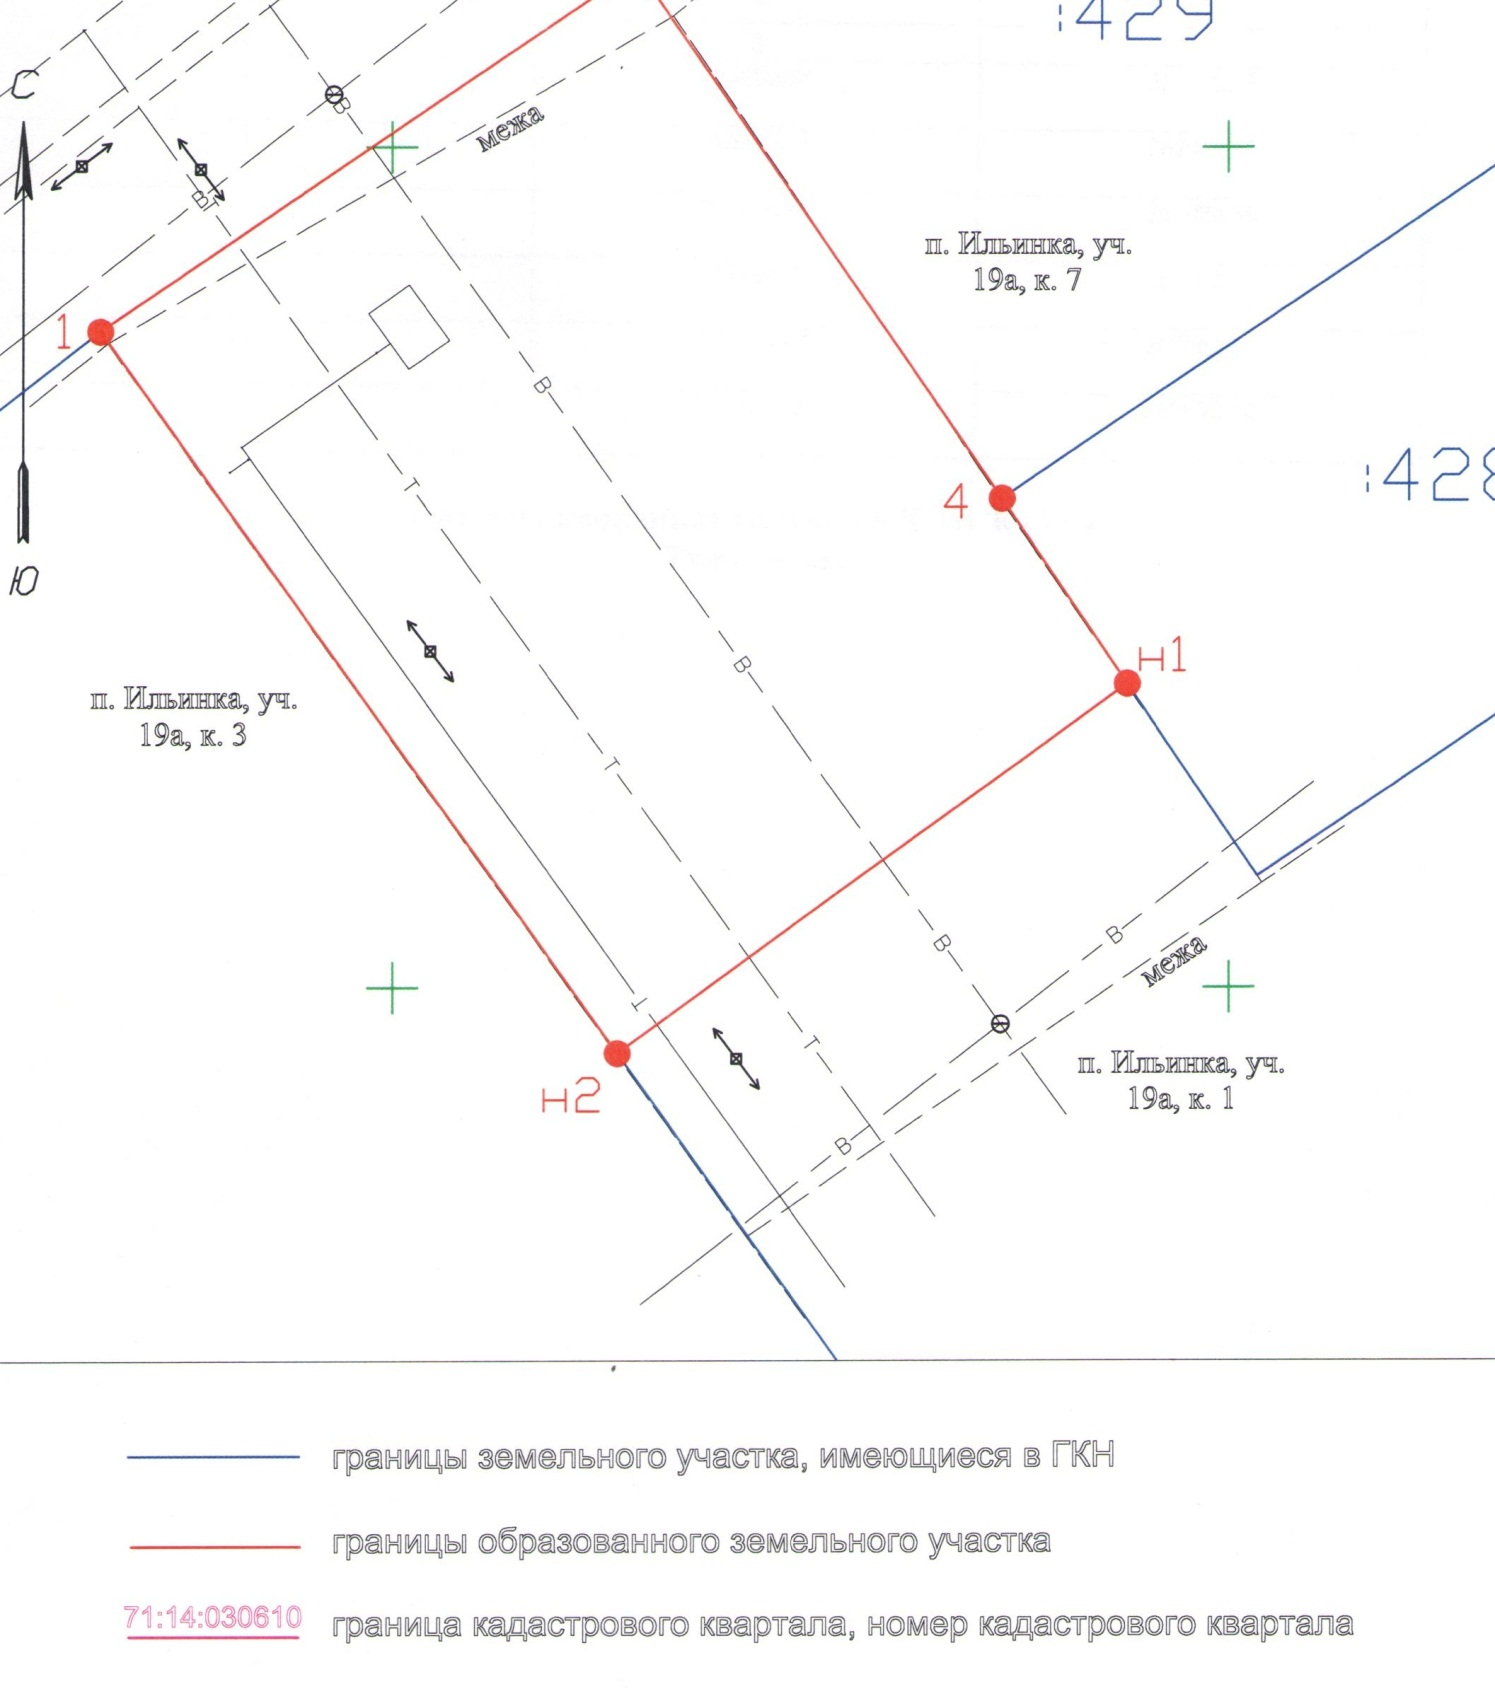 :429
С
В
межа
В
п. Ильинка, уч.
19а, к. 7
1
В
:428
Т
4
Ю
н1
В
п. Ильинка, уч.
19а, к. 3
Т
В
В
межа
Т
Т
п. Ильинка, уч.
19а, к. 1
н2
В
границы земельного участка, имеющиеся в ГКН
границы образованного земельного участка
71:14:030610 граница кадастрового квартала, номер кадастрового квартала